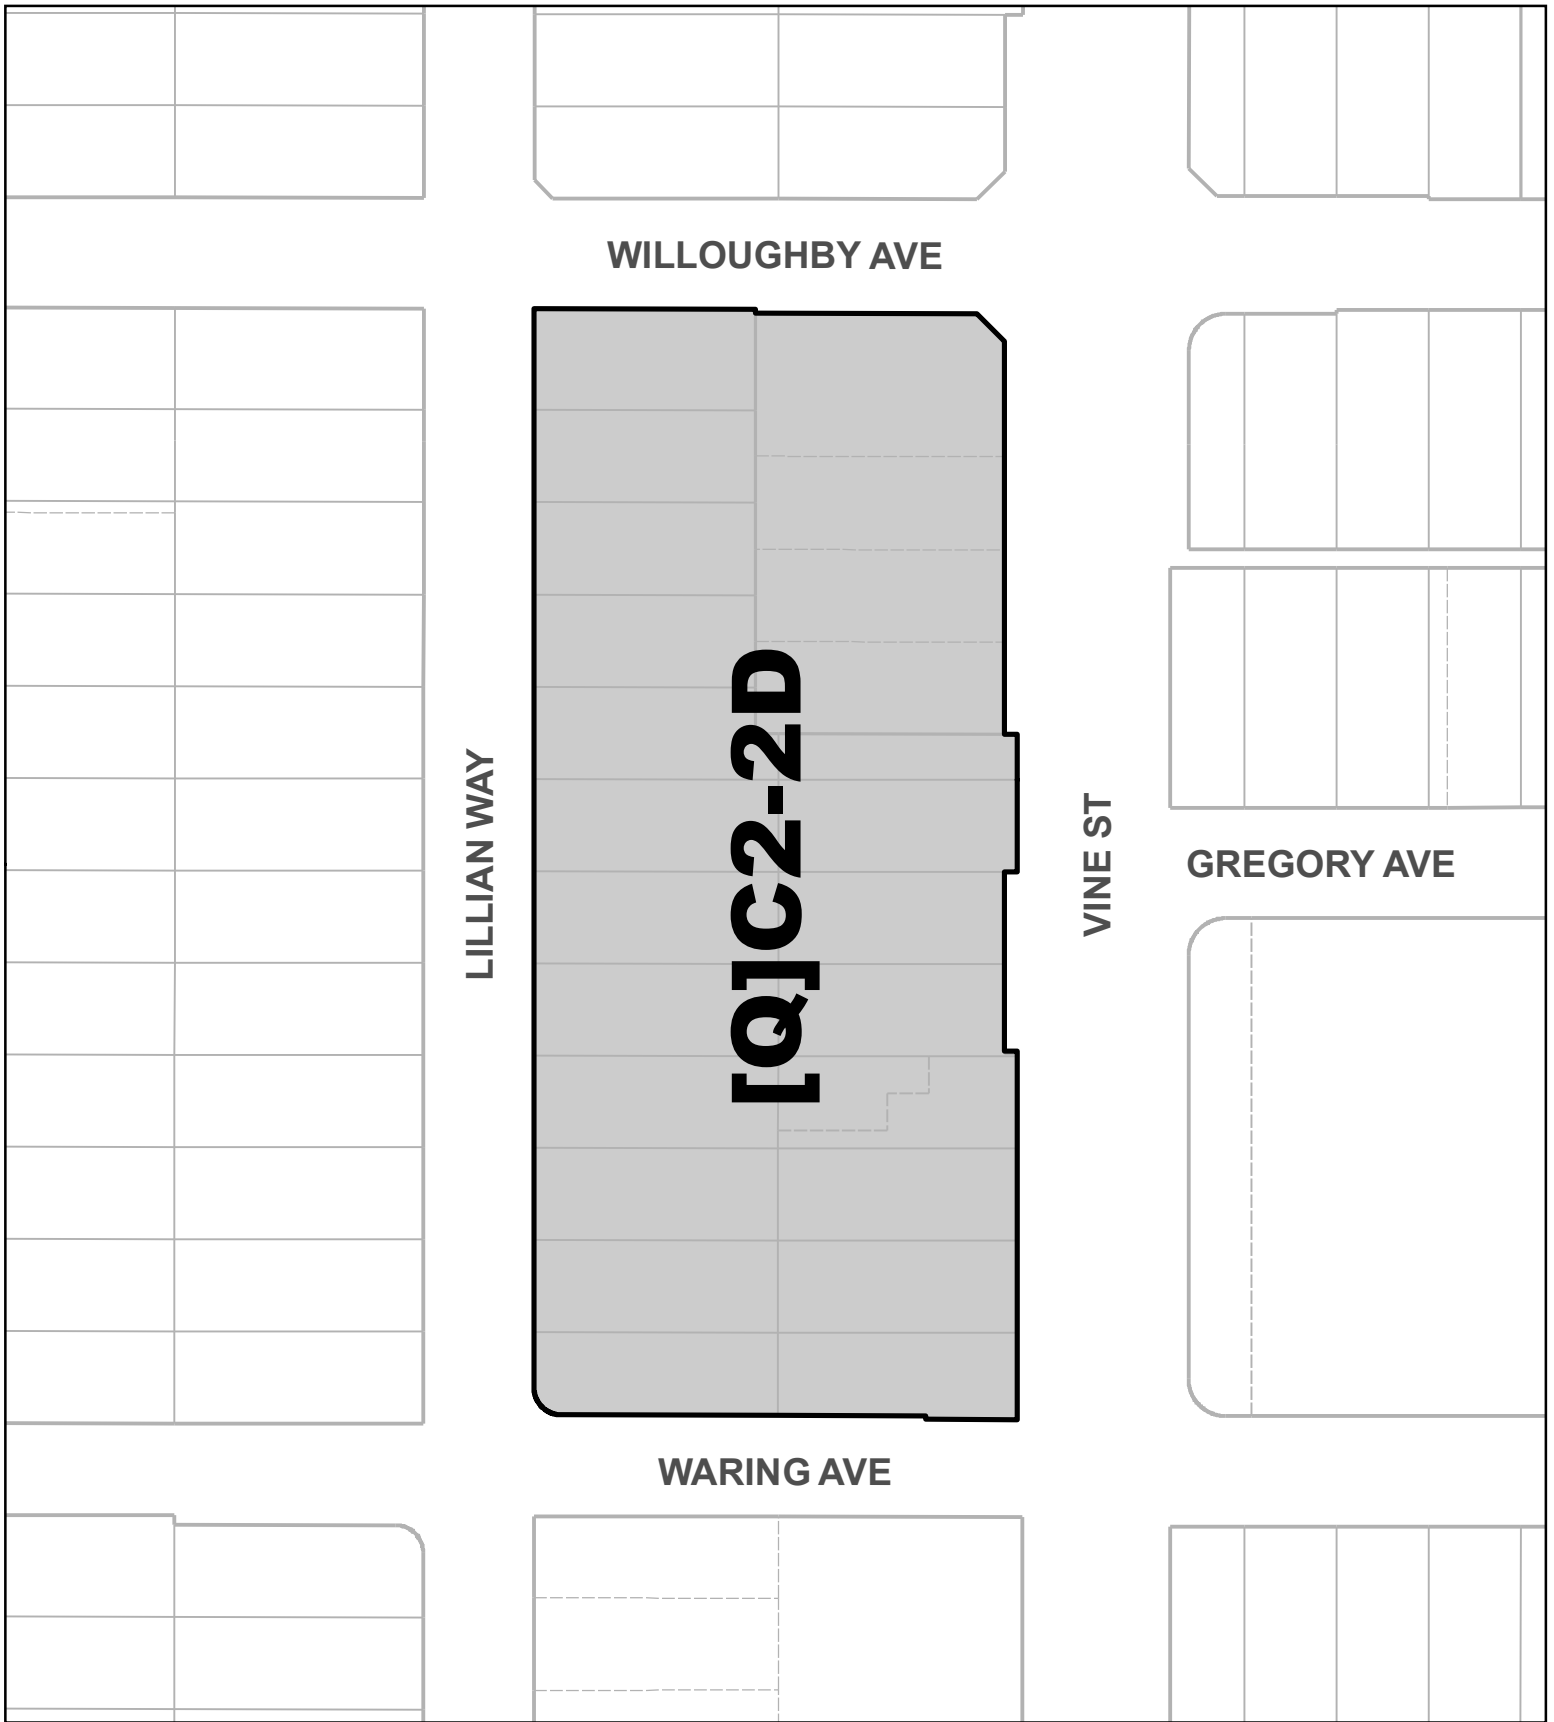 WILLOUGHBY AVE
LILLIAN WAY
[Q]C2-2D
VINE ST
GREGORY AVE
WARING AVE